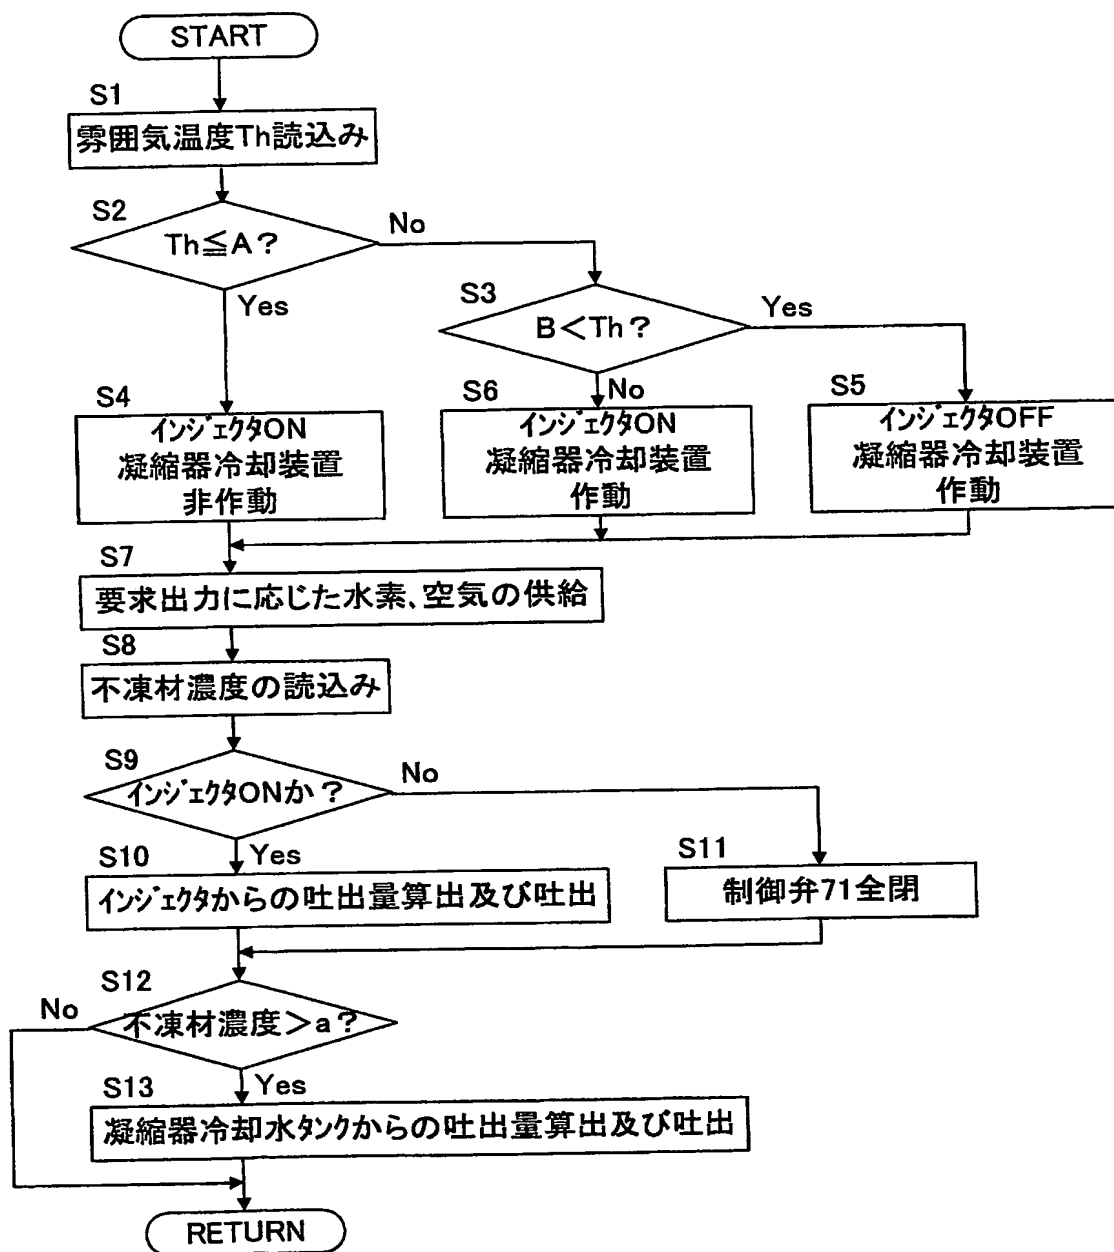 START
S1
雰囲気温度Th読込み
S2
Th≦A?
No
Yes
S3
B<Th?
Yes
No
S4
インジェクタON
凝縮器冷却装置
非作動
S6
インジェクタON
凝縮器冷却装置
作動
S5
インジェクタOFF
凝縮器冷却装置
作動
S7
要求出力に応じた水素、空気の供給
S8
不凍材濃度の読込み
S9
インジェクタONか?
No
Yes
S10
インジェクタからの吐出量算出及び吐出
S11
制御弁71全閉
S12
不凍材濃度>a?
No
Yes
S13
凝縮器冷却水タンクからの吐出量算出及び吐出
RETURN